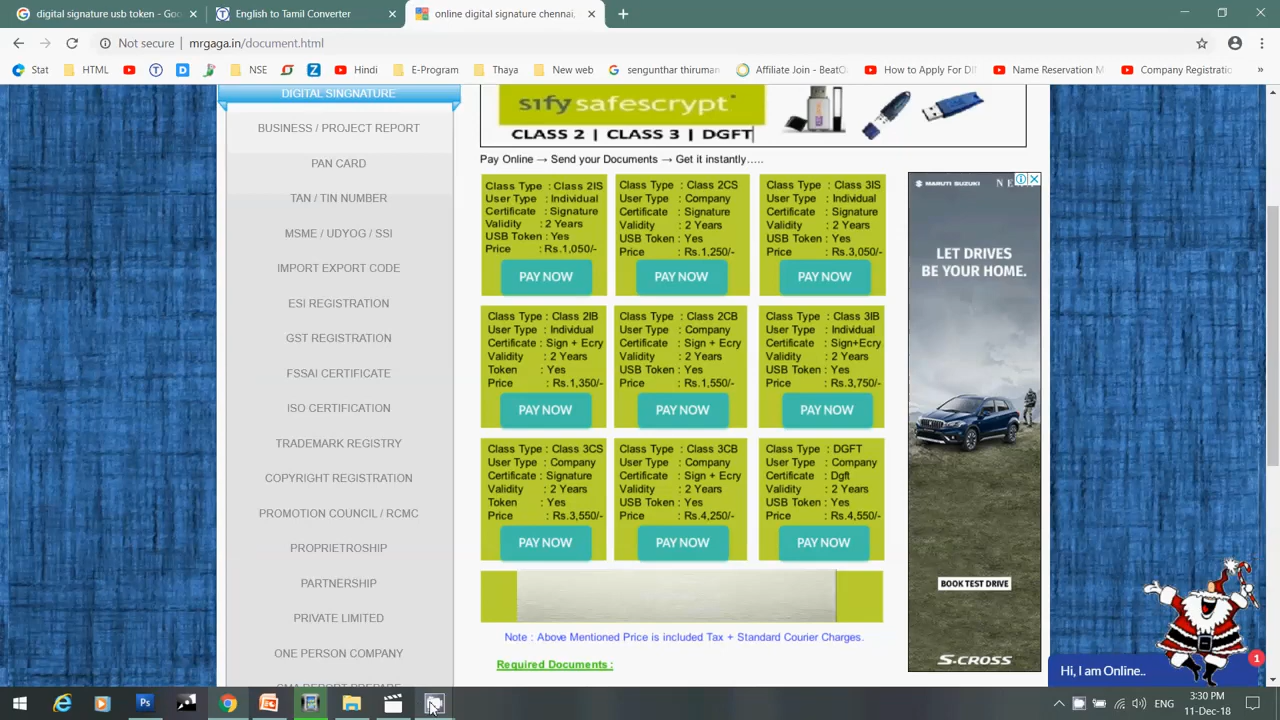 digital signature usb token - Goo
English to Tamil Google Translate
online digital signature chennai,
Not secure | mrgaga.in/document.html
Stat
HTML
NSE
Hindi
E-Program
Thaya
New web
sengunthar thiruman
Affiliate Join - BeatO
How to Apply For DI
Name Reservation M
Company Registratio
»
DIGITAL SINGNATURE
BUSINESS / PROJECT REPORT
PAN CARD
TAN / TIN NUMBER
MSME / UDYOG / SSI
IMPORT EXPORT CODE
ESI REGISTRATION
GST REGISTRATION
FSSAI CERTIFICATE
ISO CERTIFICATION
TRADEMARK REGISTRY
COPYRIGHT REGISTRATION
PROMOTION COUNCIL / RCMC
PROPRIETROSHIP
PARTNERSHIP
PRIVATE LIMITED
ONE PERSON COMPANY
sify safescrypt
CLASS 2 | CLASS 3 | DGFT
Pay Online → Send your Documents → Get it instantly.....
Class Type : Class 2IS
User Type : Individual
Certificate : Signature
Validity : 2 Years
USB Token : Yes
Price : Rs.1,050/-
PAY NOW
Class Type : Class 2CS
User Type : Company
Certificate : Signature
Validity : 2 Years
USB Token : Yes
Price : Rs.1,250/-
PAY NOW
Class Type : Class 3IS
User Type : Individual
Certificate : Signature
Validity : 2 Years
USB Token : Yes
Price : Rs.3,050/-
PAY NOW
Class Type : Class 2IB
User Type : Individual
Certificate : Sign + Ecry
Validity : 2 Years
Token : Yes
Price : Rs.1,350/-
PAY NOW
Class Type : Class 2CB
User Type : Company
Certificate : Sign + Ecry
Validity : 2 Years
USB Token : Yes
Price : Rs.1,550/-
PAY NOW
Class Type : Class 3IB
User Type : Individual
Certificate : Sign+Ecry
Validity : 2 Years
USB Token : Yes
Price : Rs.3,750/-
PAY NOW
Class Type : Class 3CS
User Type : Company
Certificate : Signature
Validity : 2 Years
Token : Yes
Price : Rs.3,550/-
PAY NOW
Class Type : Class 3CB
User Type : Company
Certificate : Sign + Ecry
Validity : 2 Years
USB Token : Yes
Price : Rs.4,250/-
PAY NOW
Class Type : DGFT
User Type : Company
Certificate : Dgft
Validity : 2 Years
USB Token : Yes
Price : Rs.4,550/-
PAY NOW
Note : Above Mentioned Price is included Tax + Standard Courier Charges.
Required Documents :
MARUTI SUZUKI
LET DRIVES
BE YOUR HOME.
BOOK TEST DRIVE
S-CROSS
Hi, I am Online..
1
3:30 PM
ENG
11-Dec-18